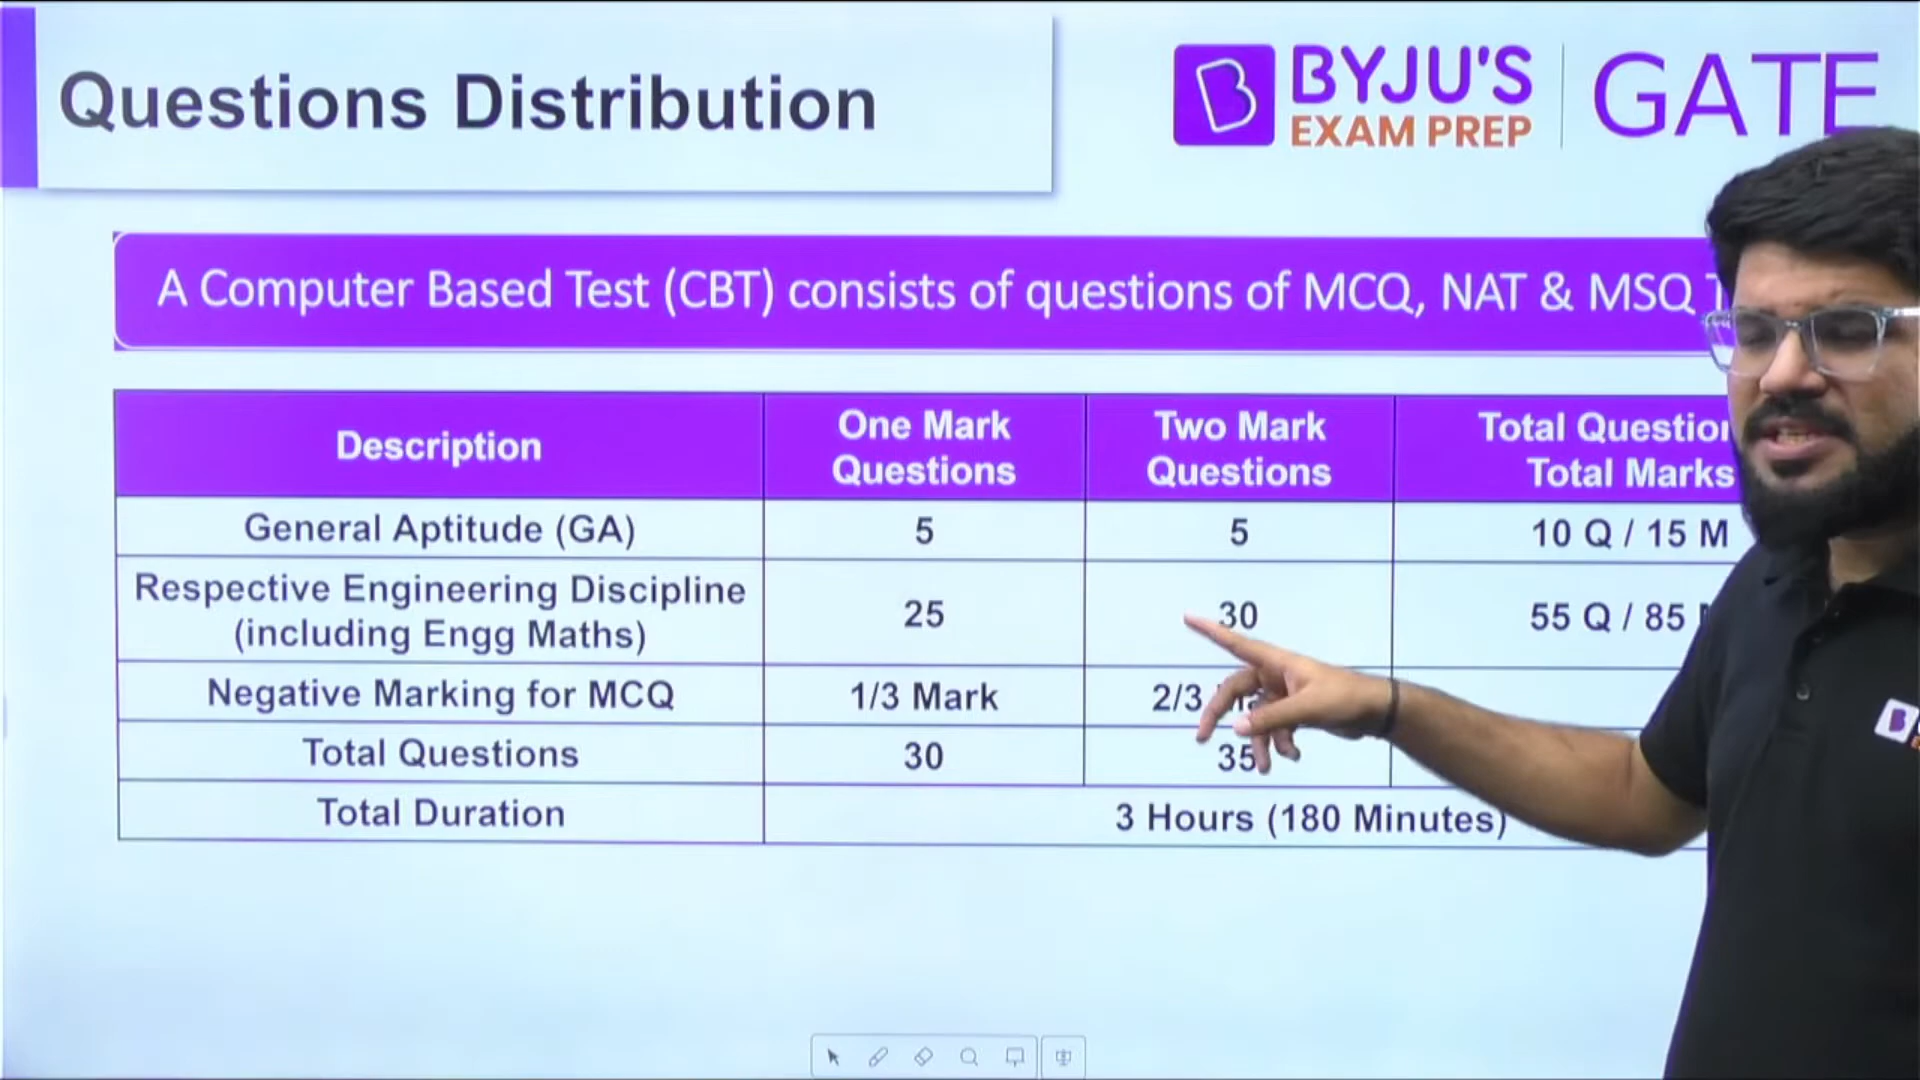 Questions Distribution
BYJU'S
EXAM PREP
GATE
A Computer Based Test (CBT) consists of questions of MCQ, NAT & MSQ
Description
One Mark
Questions
Two Mark
Questions
Total
Total Marks
General Aptitude (GA)
5
5
10 Q / 15 M
Respective Engineering Discipline
(including Engg Maths)
25
30
55 Q / 85
Negative Marking for MCQ
1/3 Mark
2/3
Total Questions
30
35
Total Duration
3 Hours (180 Minutes)